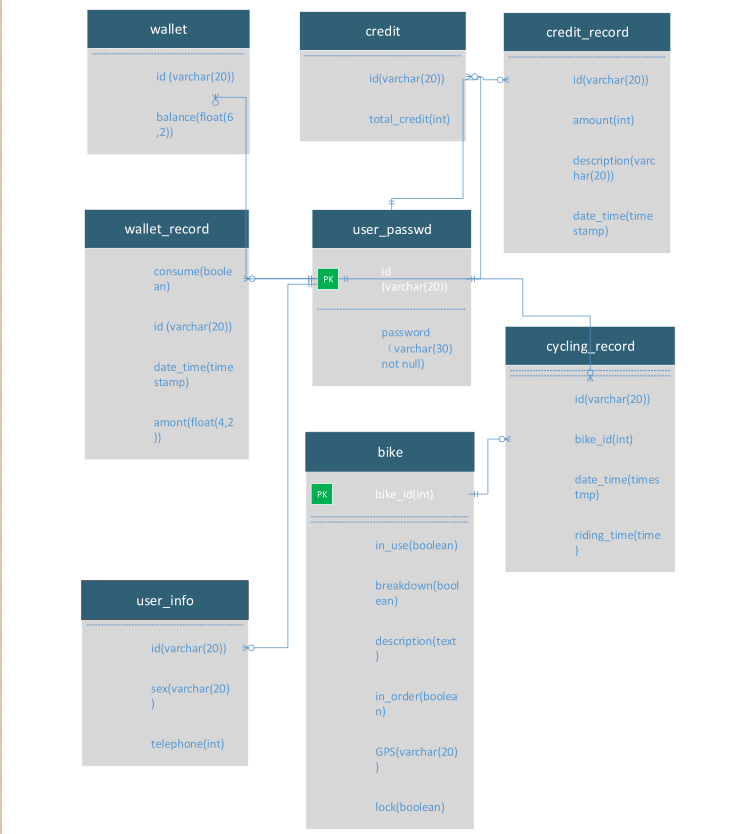 wallet
id (varchar(20))
balance(float(6
,2))
credit
id(varchar(20))
total_credit(int)
credit_record
id(varchar(20))
amount(int)
description(varc
har(20))
date_time(time
stamp)
wallet_record
consume(boole
an)
id (varchar(20))
date_time(time
stamp)
amont(float(4,2
))
user_passwd
PK
id
(varchar(20))
password
（varchar(30)
not null)
cycling_record
id(varchar(20))
bike_id(int)
date_time(times
tmp)
riding_time(time
)
bike
PK
bike_id(int)
in_use(boolean)
breakdown(bool
ean)
description(text
)
in_order(boolea
n)
GPS(varchar(20)
)
lock(boolean)
user_info
id(varchar(20))
sex(varchar(20)
)
telephone(int)